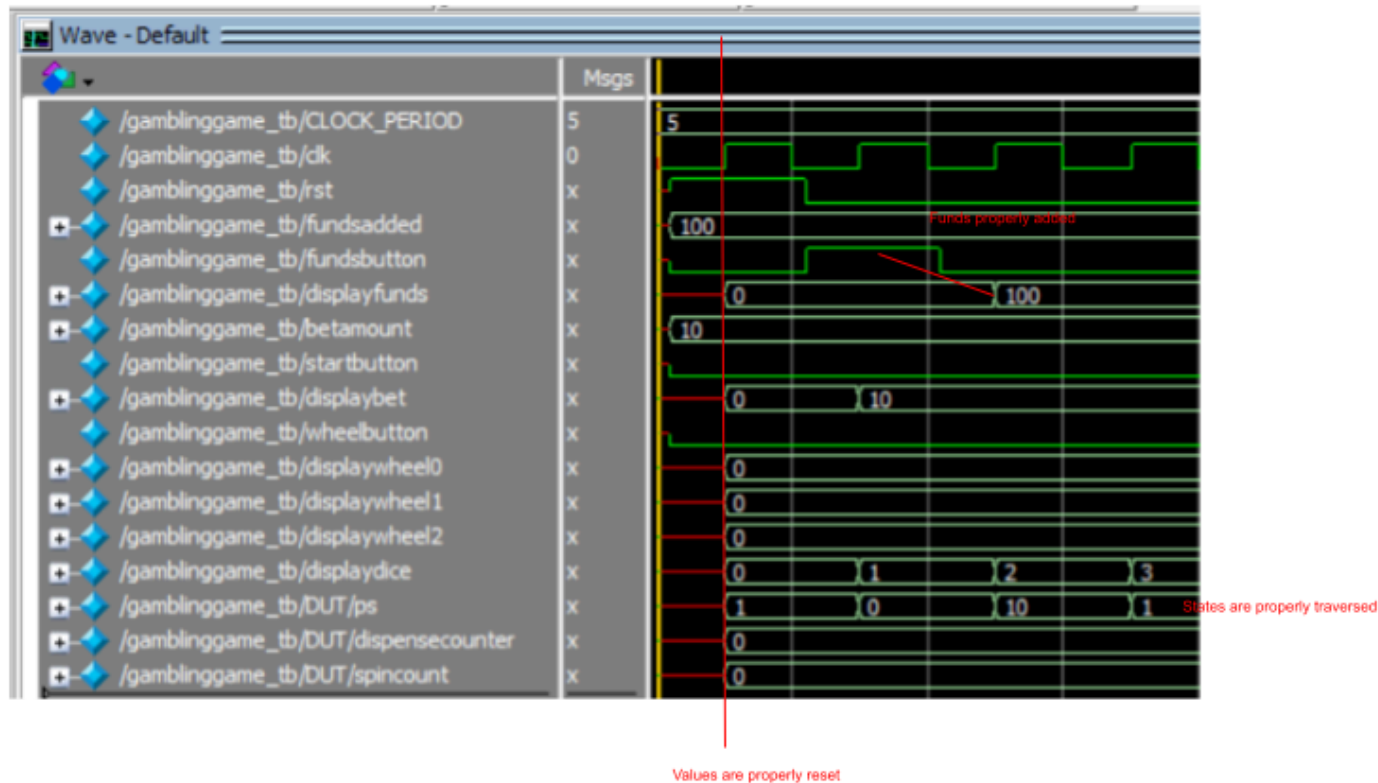 Wave - Default
Msgs
/gamblinggame_tb/CLOCK_PERIOD 5 5
/gamblinggame_tb/clk 0
/gamblinggame_tb/rst x
/gamblinggame_tb/fundsadded x 100 Funds properly added
/gamblinggame_tb/fundsbutton x
/gamblinggame_tb/displayfunds x 0 100
/gamblinggame_tb/betamount x 10
/gamblinggame_tb/startbutton x
/gamblinggame_tb/displaybet x 0 10
/gamblinggame_tb/wheelbutton x
/gamblinggame_tb/displaywheel0 x 0
/gamblinggame_tb/displaywheel1 x 0
/gamblinggame_tb/displaywheel2 x 0
/gamblinggame_tb/displaydice x 0 1 2 3
/gamblinggame_tb/DUT/ps x 1 0 10 1 States are properly traversed
/gamblinggame_tb/DUT/dispensecounter x 0
/gamblinggame_tb/DUT/spincount x 0
Values are properly reset